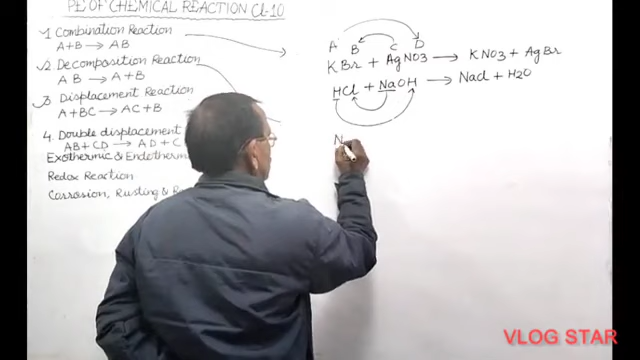 PE OF CHEMICAL REACTION Cl-10
1 Combination Reaction
A+B → AB
2. Decomposition Reaction
AB → A+B
3. Displacement Reaction
A+BC → AC+B
4. Double displacement
AB + CD → AD + C
Exothermic & Endotherm
Redox Reaction
Corrosion, Rusting & R
A B C D
KBr + AgNO3 → KNO3 + AgBr
HCl + NaOH → Nacl + H2O
N
VLOG STAR